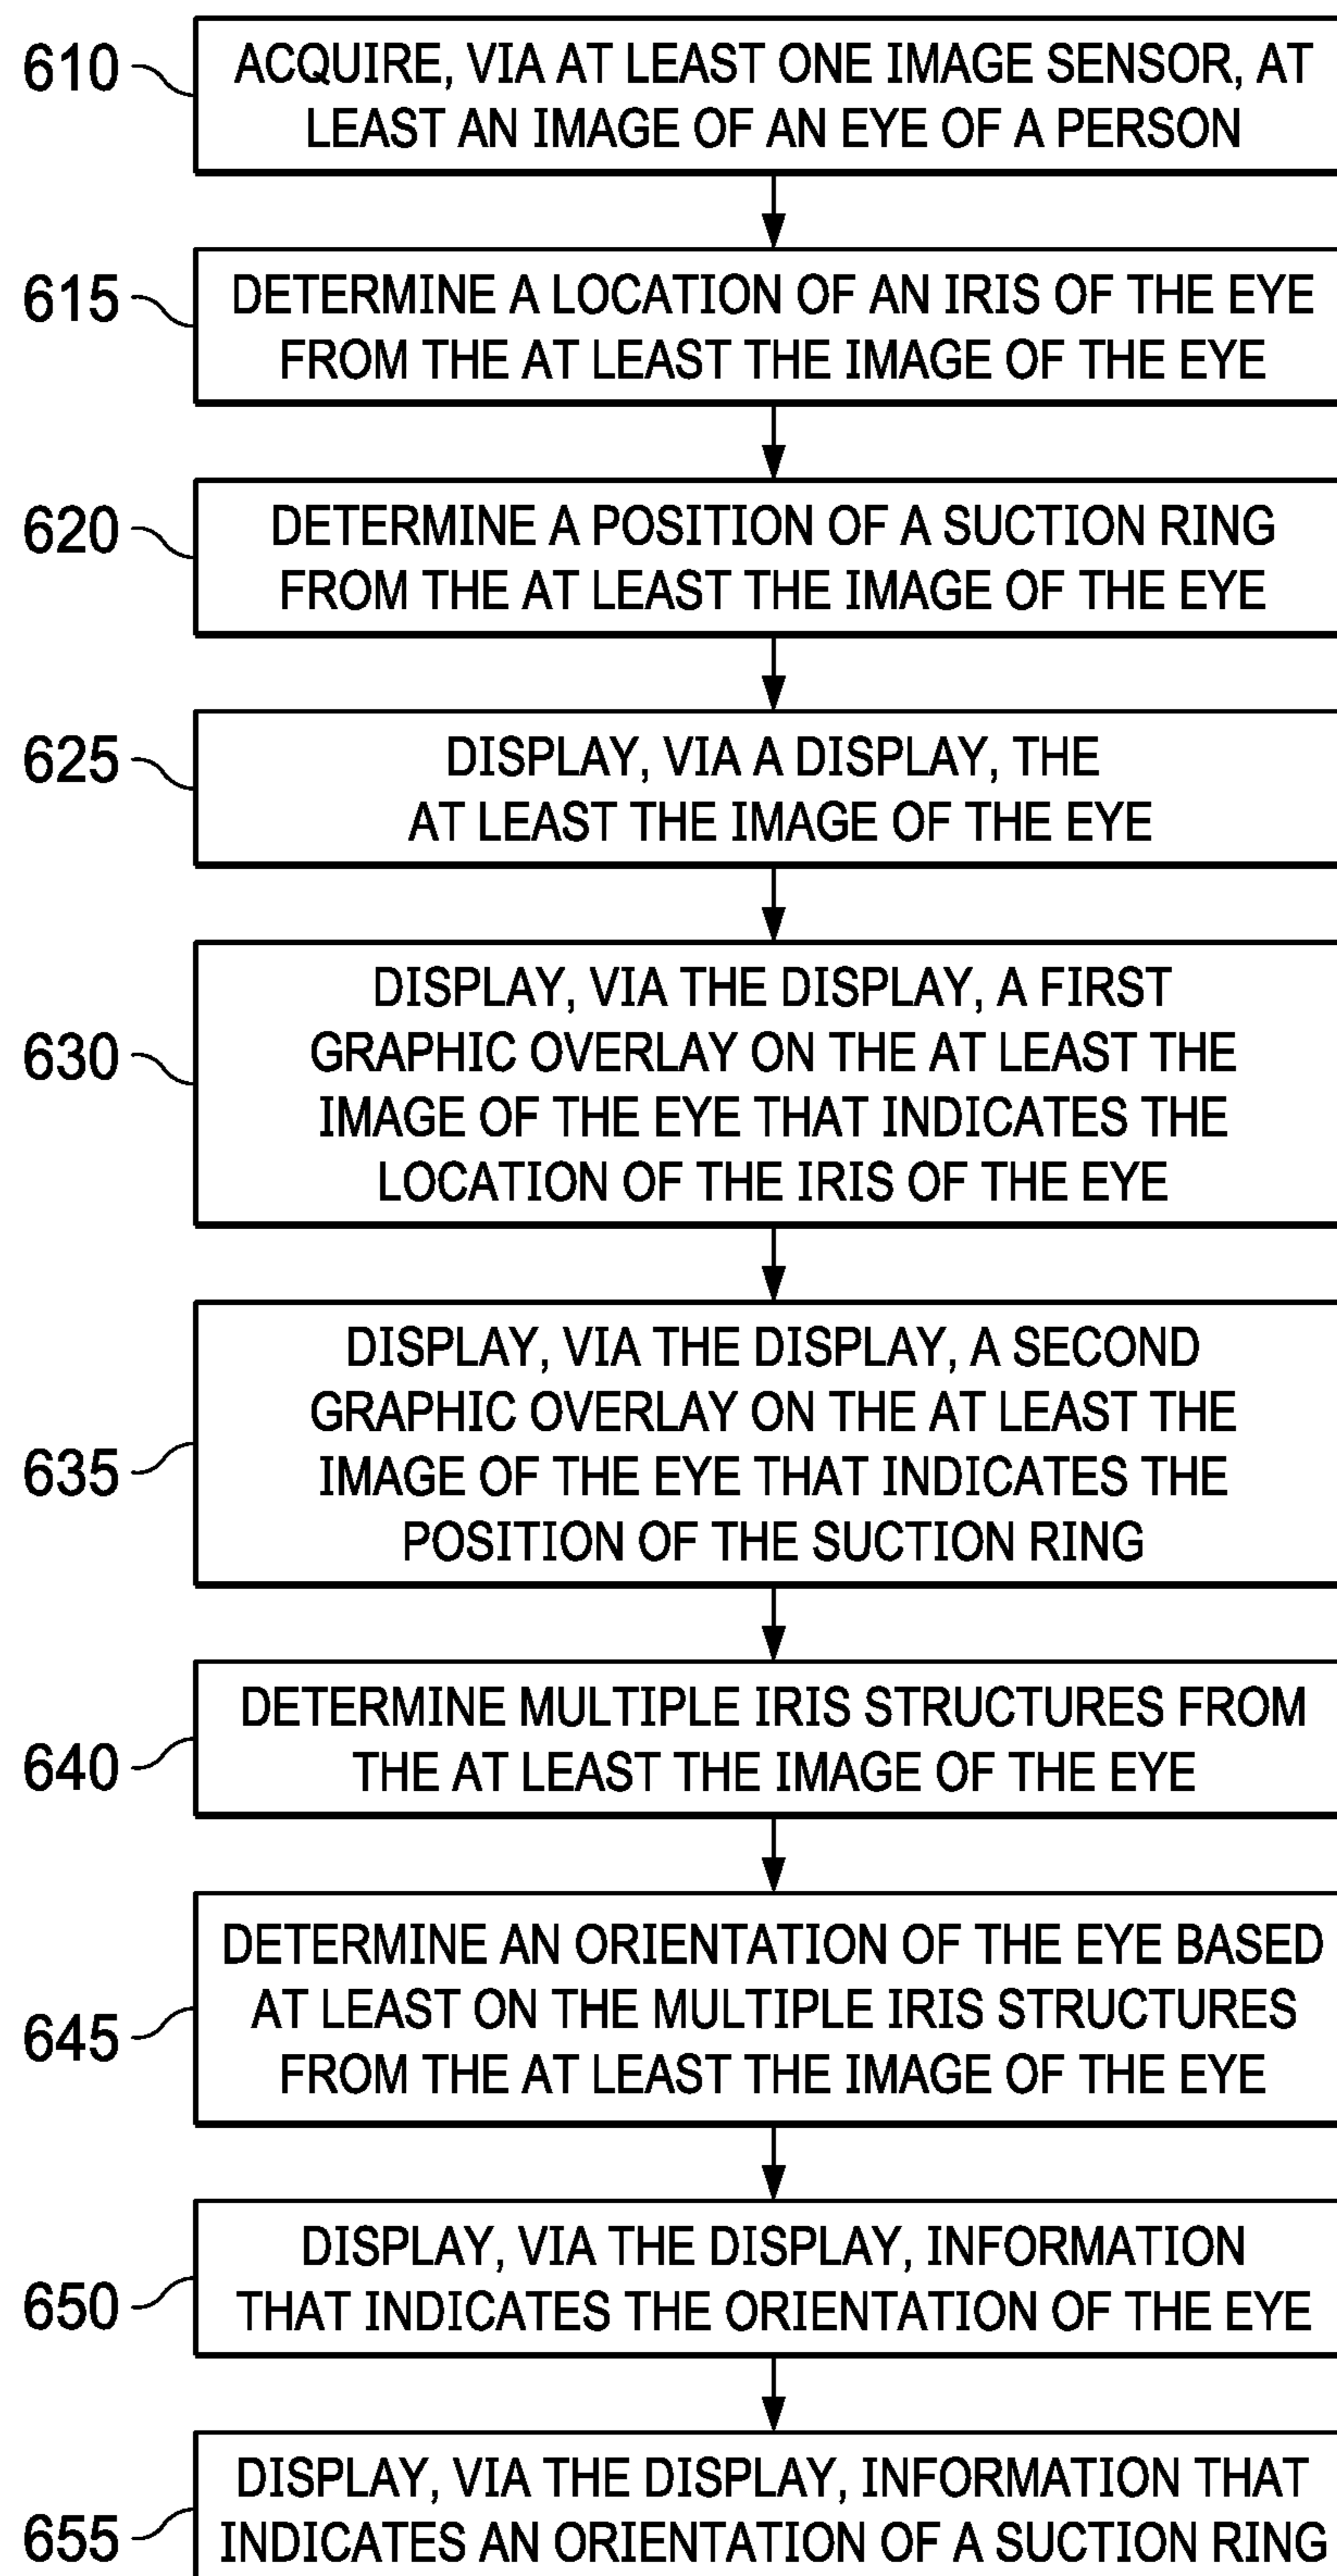 610
ACQUIRE, VIA AT LEAST ONE IMAGE SENSOR, AT
LEAST AN IMAGE OF AN EYE OF A PERSON
615
DETERMINE A LOCATION OF AN IRIS OF THE EYE
FROM THE AT LEAST THE IMAGE OF THE EYE
620
DETERMINE A POSITION OF A SUCTION RING
FROM THE AT LEAST THE IMAGE OF THE EYE
625
DISPLAY, VIA A DISPLAY, THE
AT LEAST THE IMAGE OF THE EYE
630
DISPLAY, VIA THE DISPLAY, A FIRST
GRAPHIC OVERLAY ON THE AT LEAST THE
IMAGE OF THE EYE THAT INDICATES THE
LOCATION OF THE IRIS OF THE EYE
635
DISPLAY, VIA THE DISPLAY, A SECOND
GRAPHIC OVERLAY ON THE AT LEAST THE
IMAGE OF THE EYE THAT INDICATES THE
POSITION OF THE SUCTION RING
640
DETERMINE MULTIPLE IRIS STRUCTURES FROM
THE AT LEAST THE IMAGE OF THE EYE
645
DETERMINE AN ORIENTATION OF THE EYE BASED
AT LEAST ON THE MULTIPLE IRIS STRUCTURES
FROM THE AT LEAST THE IMAGE OF THE EYE
650
DISPLAY, VIA THE DISPLAY, INFORMATION
THAT INDICATES THE ORIENTATION OF THE EYE
655
DISPLAY, VIA THE DISPLAY, INFORMATION THAT
INDICATES AN ORIENTATION OF A SUCTION RING